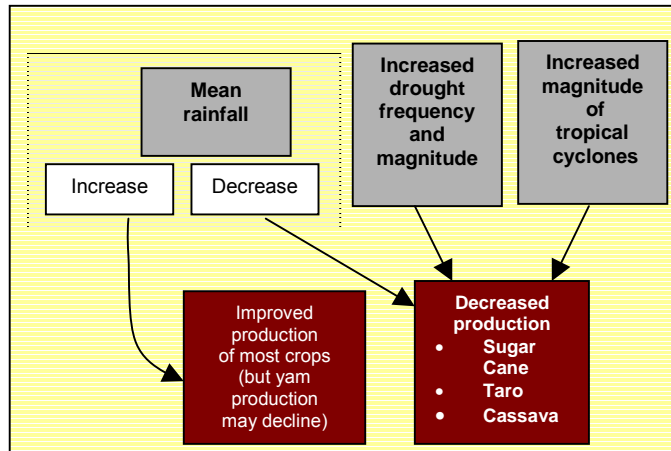 Mean
rainfall
Increase
Decrease
Increased
drought
frequency
and
magnitude
Increased
magnitude
of
tropical
cyclones
Improved
production
of most crops
(but yam
production
may decline)
Decreased
production
• Sugar
Cane
• Taro
• Cassava